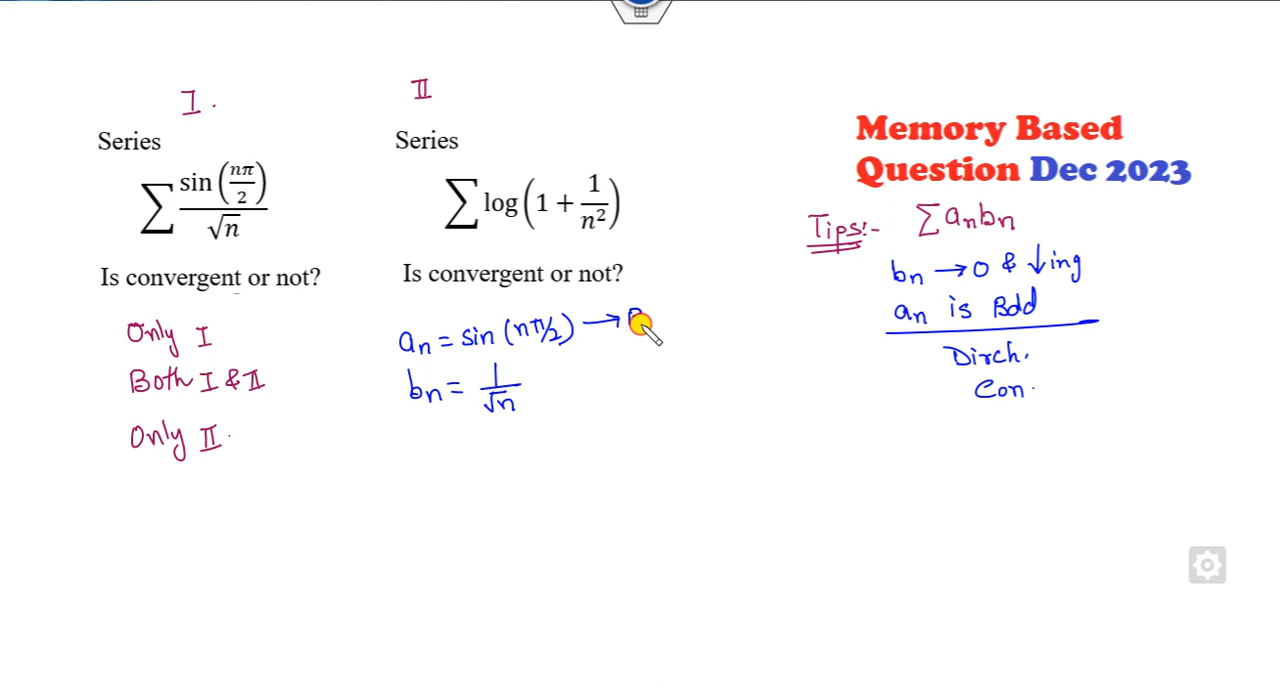 I.
Series
∑ sin(nπ/2)/√n
Is convergent or not?
Only I
Both I & II
Only II.
II
Series
∑ log(1 + 1/n²)
Is convergent or not?
aₙ = sin(nπ/2) →
bₙ = 1/√n
Memory Based
Question Dec 2023
Tips:- ∑ aₙbₙ
bₙ → 0 & ↓ing
aₙ is Bdd
Dirch.
Con.